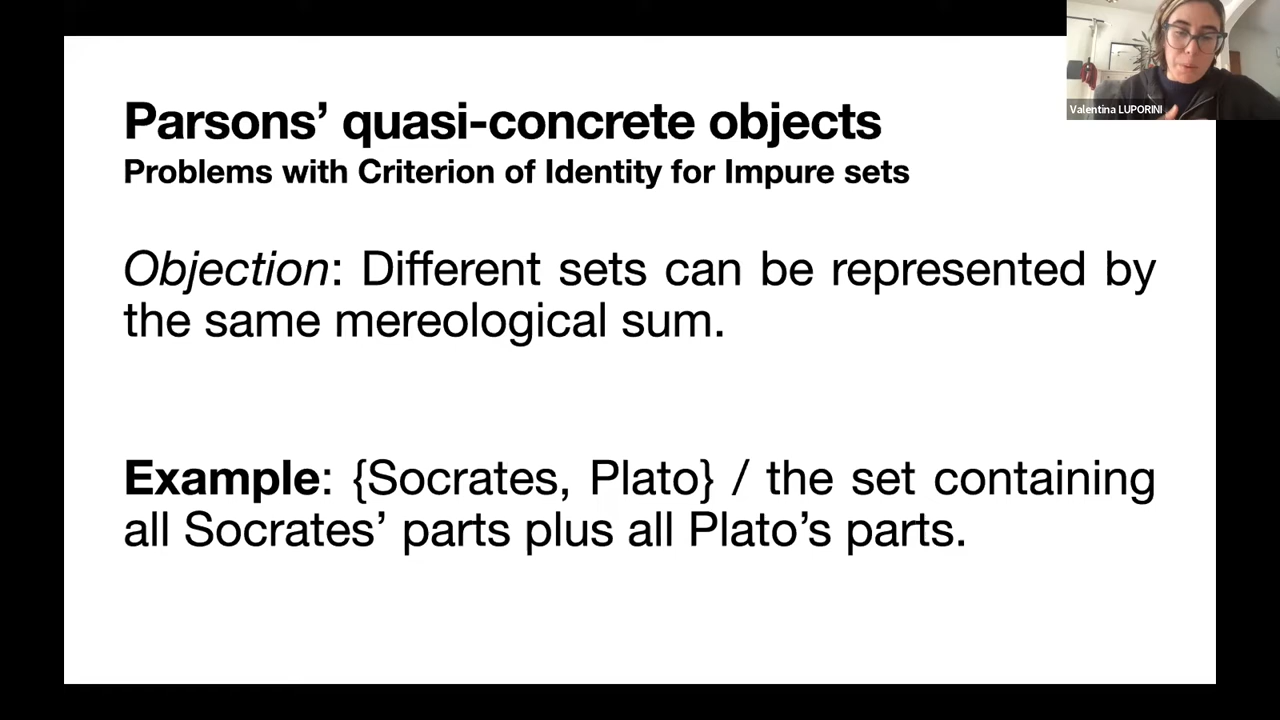 Parsons’ quasi-concrete objects
Problems with Criterion of Identity for Impure sets
Objection: Different sets can be represented by
the same mereological sum.
Example: {Socrates, Plato} / the set containing
all Socrates’ parts plus all Plato’s parts.
Valentina LUPORINI